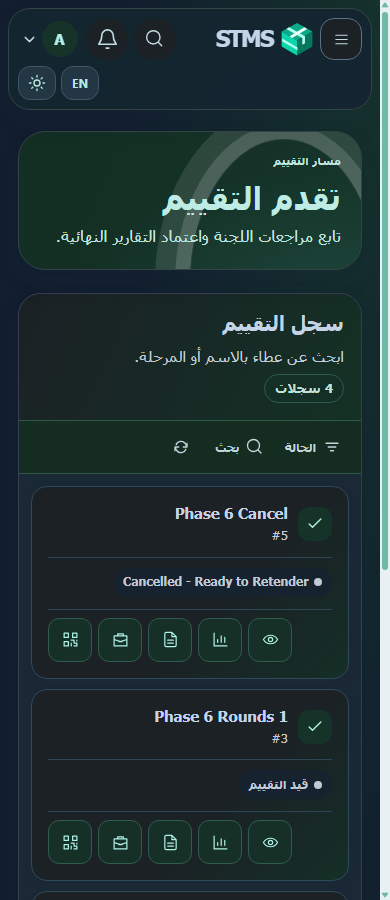 STMS
A
EN
مسار التقييم
تقدم التقييم
تابع مراجعات اللجنة واعتماد التقارير النهائية.
سجل التقييم
ابحث عن عطاء بالاسم أو المرحلة.
4 سجلات
الحالة
بحث
Phase 6 Cancel
#5
Cancelled - Ready to Retender
Phase 6 Rounds 1
#3
قيد التقييم